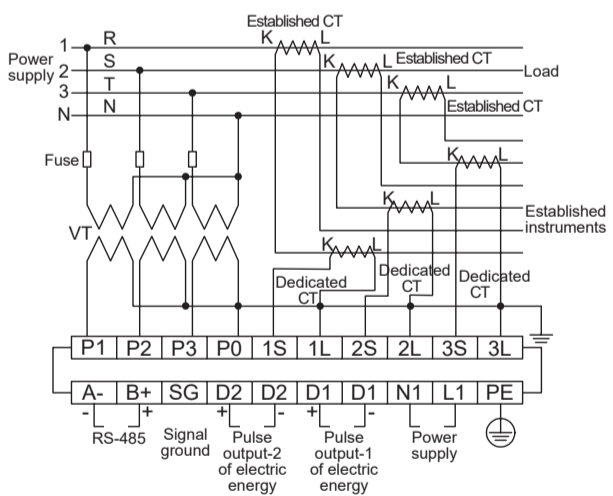 Established CT
1 R K L
Power supply
2 S K L Established CT
Load
3 T K L
N N Established CT
Fuse K L
K L
VT
Established instruments
K L
Dedicated CT
Dedicated CT
Dedicated CT
P1 P2 P3 P0 1S 1L 2S 2L 3S 3L
A- B+ SG D2 D2 D1 D1 N1 L1 PE
- + + - + -
RS-485
Signal ground
Pulse output-2 of electric energy
Pulse output-1 of electric energy
Power supply